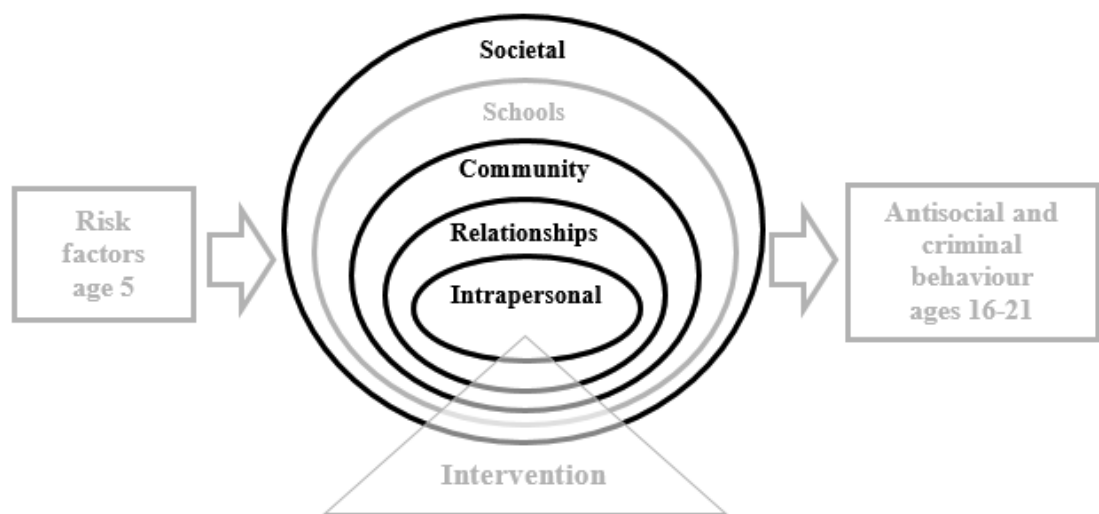 Societal
Schools
Community
Relationships
Intrapersonal
Risk
factors
age 5
Antisocial and
criminal
behaviour
ages 16-21
Intervention